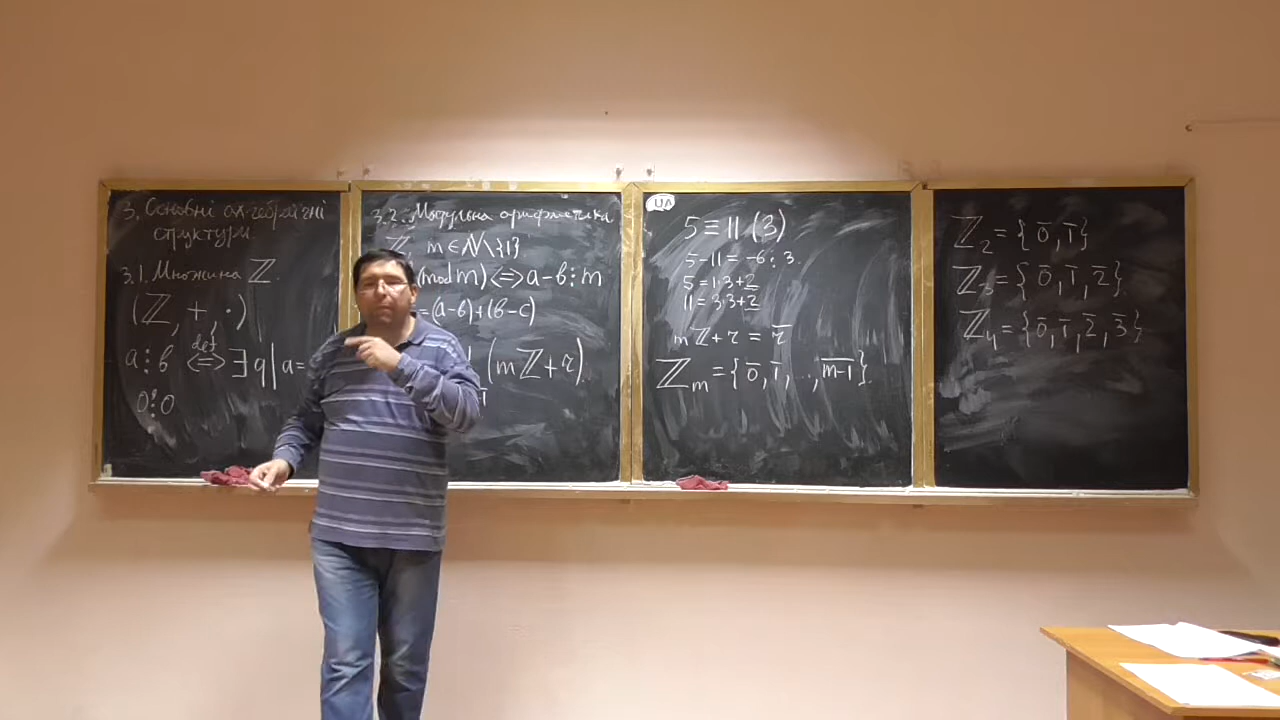 3. Основні алгебраїчні
структури.
3.1. Множина ℤ.
(ℤ, +, ·)
a⋮b ⇔ def ∃q | a=
0⋮0
3.2. Модульна арифметика
ℤ m∈ℕ\{1}
(mod m) ⇔ a-b⋮m
=(a-b)+(b-c)
(mℤ+r).
UA
5≡11 (3)
5-11=-6⋮3.
5=1·3+2
11=3·3+2
mℤ+r = r̅
ℤₘ={0̅,1̅,...,m-1̅}.
ℤ₂={0̅,1̅}
ℤ₃={0̅,1̅,2̅}.
ℤ₄={0̅,1̅,2̅,3̅}